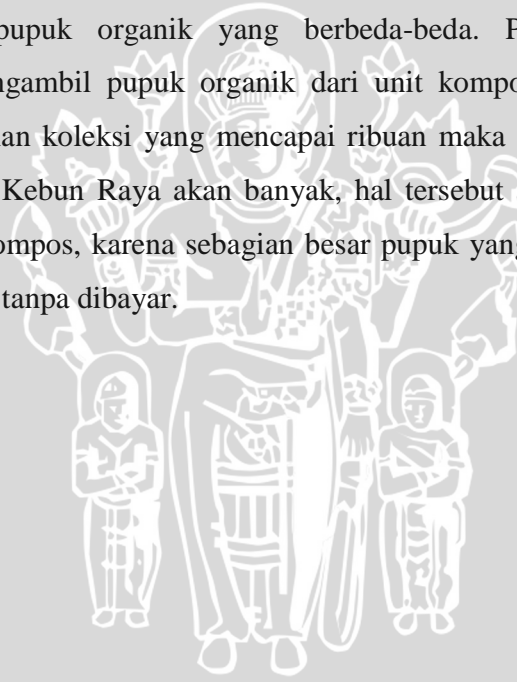 pupuk organik yang berbeda-beda. P
ngambil pupuk organik dari unit kompo
an koleksi yang mencapai ribuan maka
Kebun Raya akan banyak, hal tersebut
ompos, karena sebagian besar pupuk yang
tanpa dibayar.